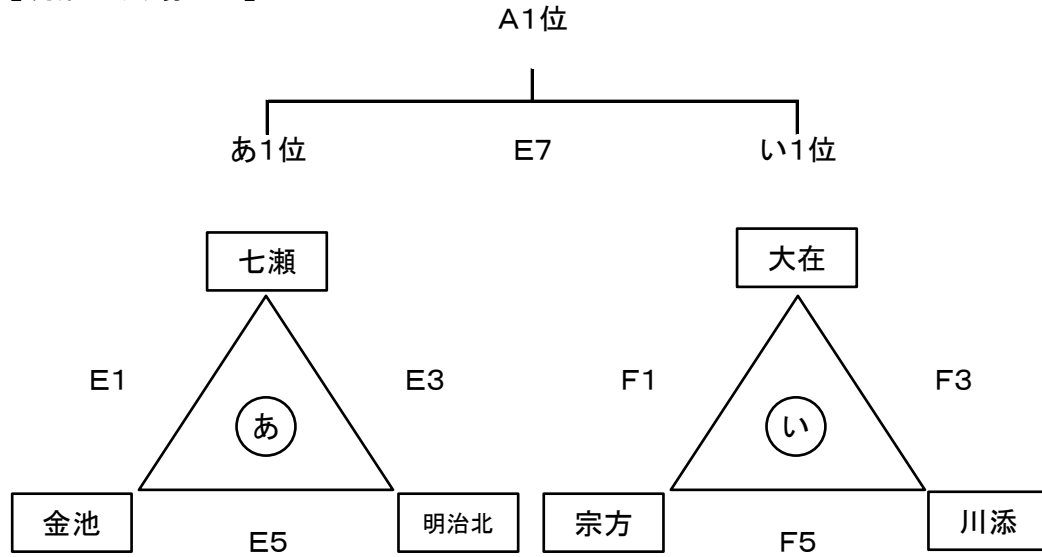 A1位
あ1位 E7 い1位
七瀬 大在
E1 E3 F1 F3
あ い
金池 明治北 宗方 川添
E5 F5